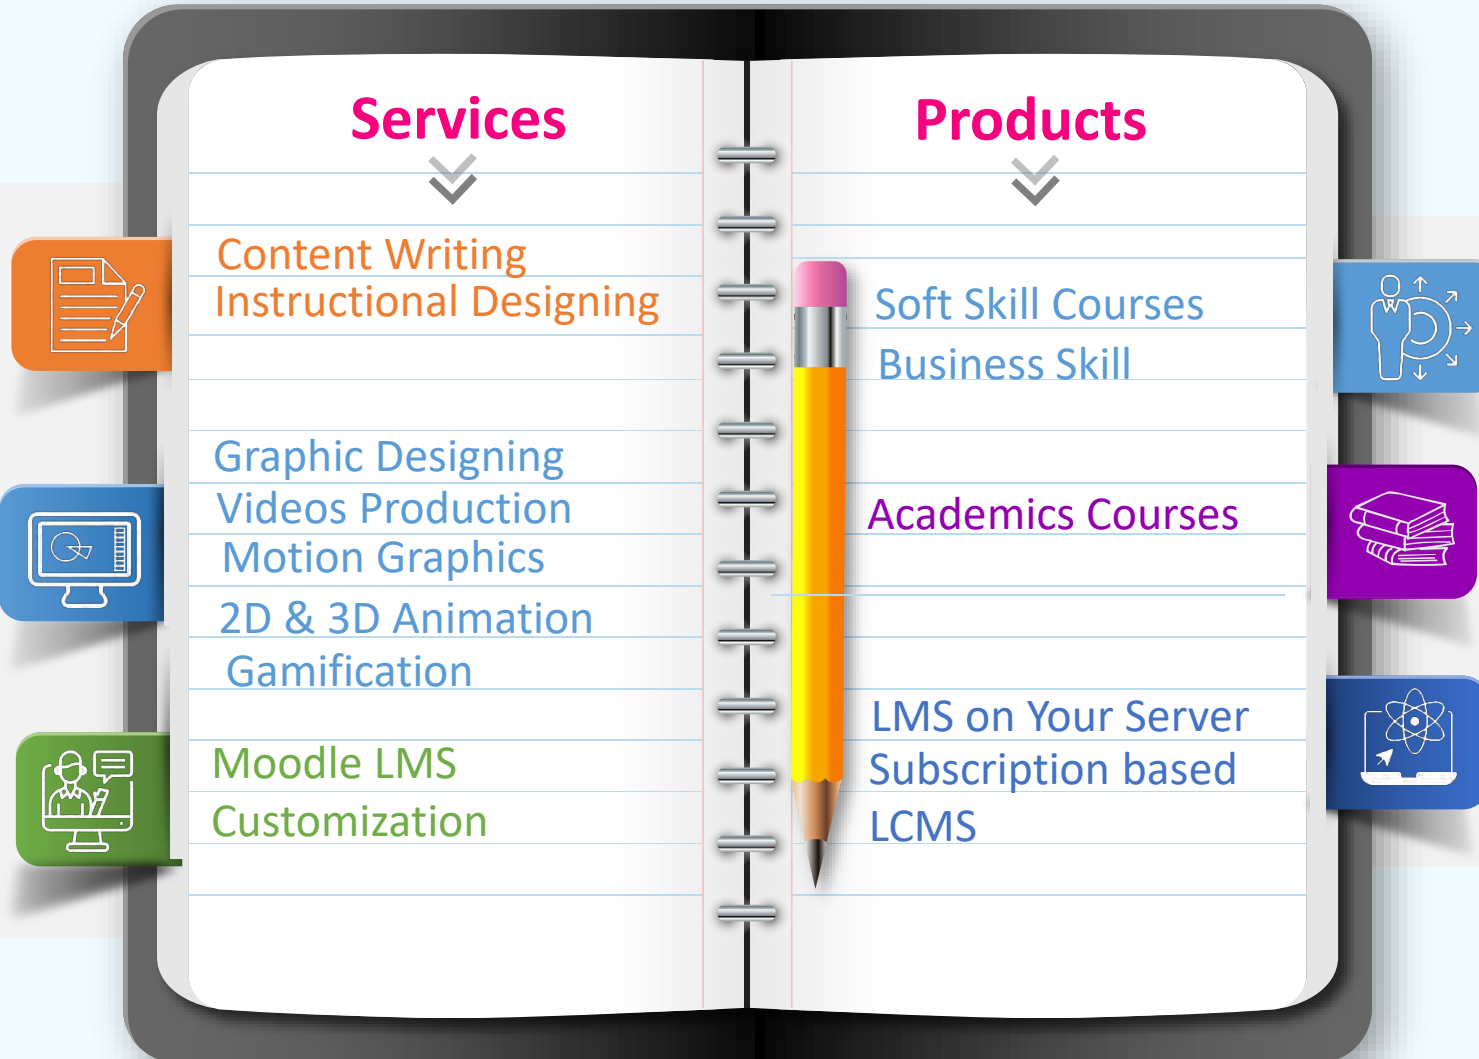 Services
Content Writing
Instructional Designing
Graphic Designing
Videos Production
Motion Graphics
2D & 3D Animation
Gamification
Moodle LMS
Customization
Products
Soft Skill Courses
Business Skill
Academics Courses
LMS on Your Server
Subscription based
LCMS